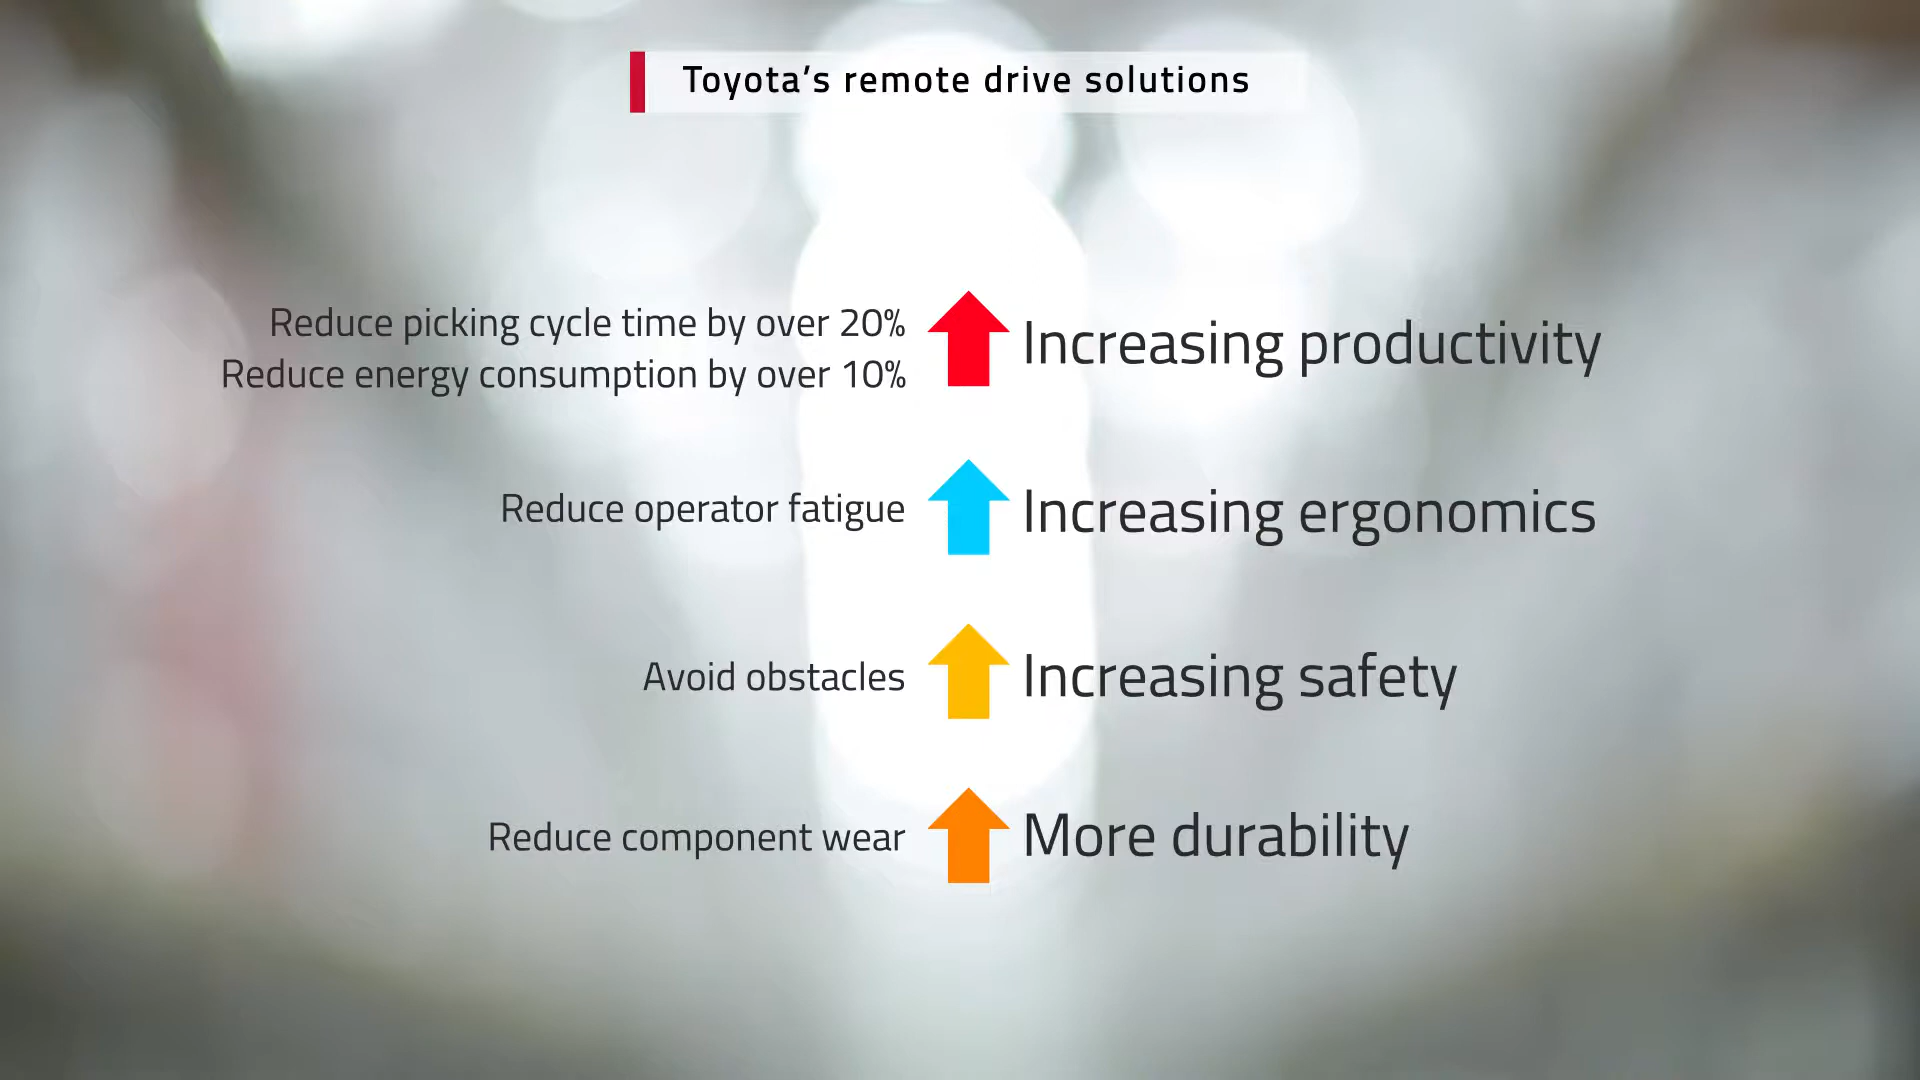 Toyota’s remote drive solutions
Reduce picking cycle time by over 20%
Reduce energy consumption by over 10%
Increasing productivity
Reduce operator fatigue
Increasing ergonomics
Avoid obstacles
Increasing safety
Reduce component wear
More durability